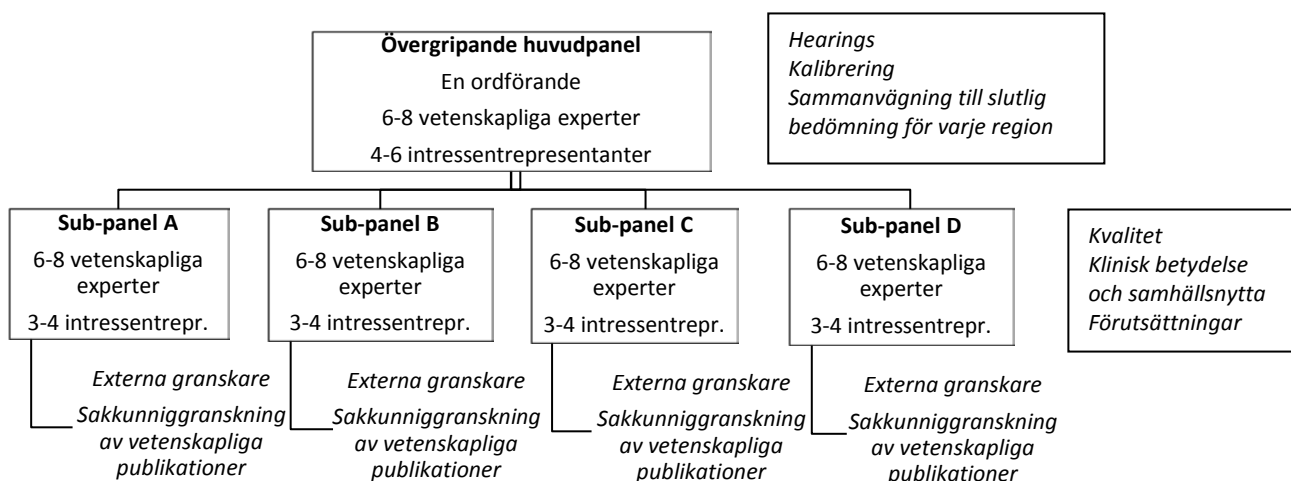 Övergripande huvudpanel
En ordförande
6-8 vetenskapliga experter
4-6 intressentrepresentanter
Hearings
Kalibrering
Sammanvägning till slutlig
bedömning för varje region
Sub-panel A
6-8 vetenskapliga
experter
3-4 intressentrepr.
Sub-panel B
6-8 vetenskapliga
experter
3-4 intressentrepr.
Sub-panel C
6-8 vetenskapliga
experter
3-4 intressentrepr.
Sub-panel D
6-8 vetenskapliga
experter
3-4 intressentrepr.
Kvalitet
Klinisk betydelse
och samhällsnytta
Förutsättningar
Externa granskare
Sakkunniggranskning
av vetenskapliga
publikationer
Externa granskare
Sakkunniggranskning
av vetenskapliga
publikationer
Externa granskare
Sakkunniggranskning
av vetenskapliga
publikationer
Externa granskare
Sakkunniggranskning
av vetenskapliga
publikationer